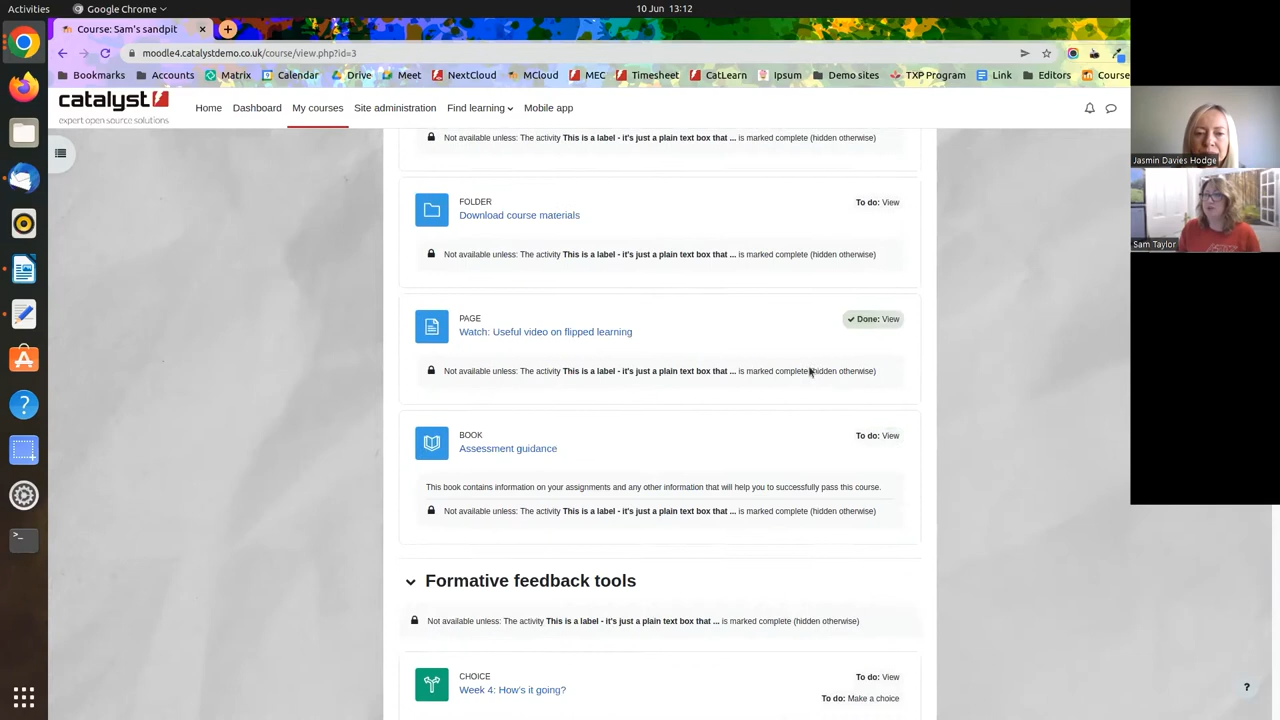 Activities
Google Chrome
10 Jun 13:12
Course: Sam's sandpit
moodle4.catalystdemo.co.uk/course/view.php?id=3
Bookmarks Accounts Matrix Calendar Drive Meet NextCloud MCloud MEC Timesheet CatLearn Ipsum Demo sites TXP Program Link Editors Course
catalyst
expert open source solutions
Home Dashboard My courses Site administration Find learning Mobile app
Not available unless: The activity This is a label - it's just a plain text box that ... is marked complete (hidden otherwise)
Jasmin Davies Hodge
Sam Taylor
FOLDER
To do: View
Download course materials
Not available unless: The activity This is a label - it's just a plain text box that ... is marked complete (hidden otherwise)
PAGE
Done: View
Watch: Useful video on flipped learning
Not available unless: The activity This is a label - it's just a plain text box that ... is marked complete (hidden otherwise)
BOOK
To do: View
Assessment guidance
This book contains information on your assignments and any other information that will help you to successfully pass this course.
Not available unless: The activity This is a label - it's just a plain text box that ... is marked complete (hidden otherwise)
Formative feedback tools
Not available unless: The activity This is a label - it's just a plain text box that ... is marked complete (hidden otherwise)
CHOICE
To do: View
Week 4: How's it going?
To do: Make a choice
?